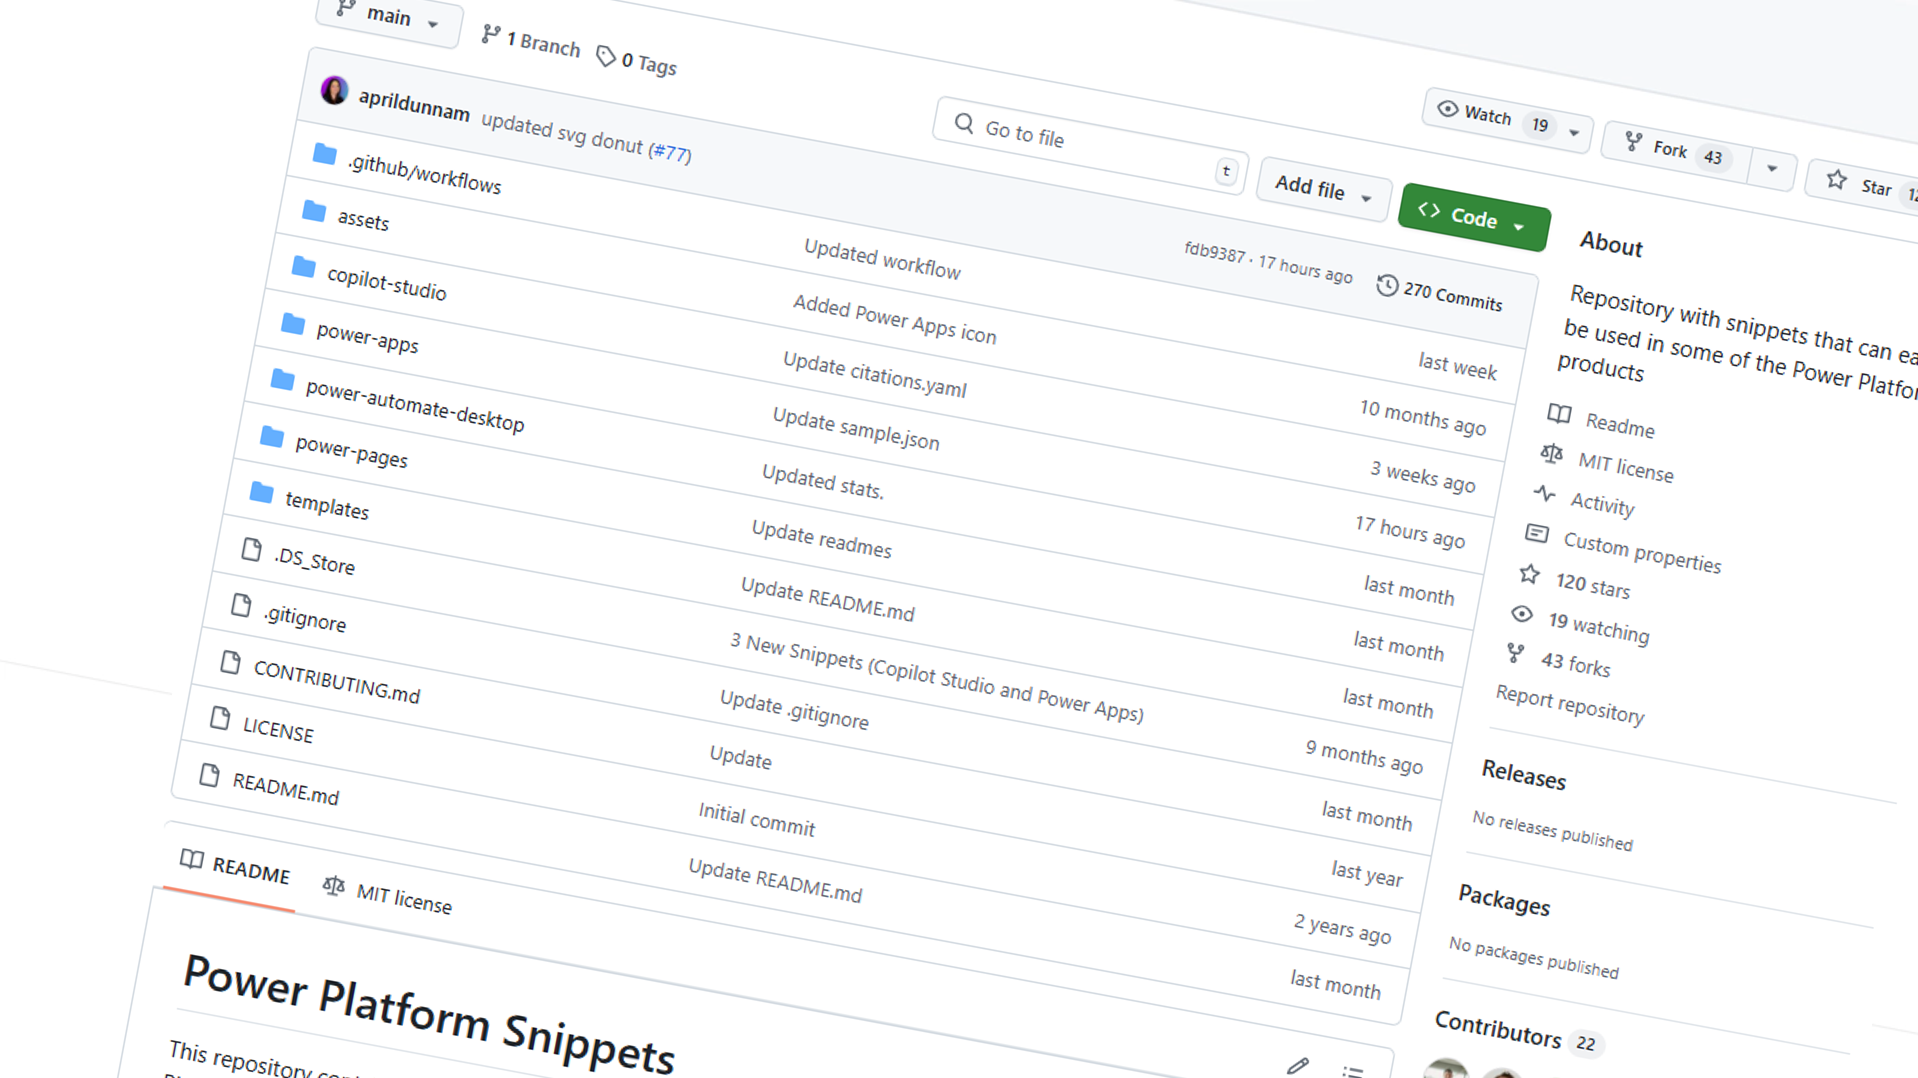 main
1 Branch
0 Tags
Watch 19
Fork 43
Star
Go to file
t
Add file
Code
aprildunnam updated svg donut (#77)
fdb9387 · 17 hours ago
270 Commits
.github/workflows
Updated workflow
last week
assets
Added Power Apps icon
10 months ago
copilot-studio
Update citations.yaml
3 weeks ago
power-apps
Update sample.json
17 hours ago
power-automate-desktop
Updated stats.
last month
power-pages
Update readmes
last month
templates
Update README.md
last month
.DS_Store
3 New Snippets (Copilot Studio and Power Apps)
9 months ago
.gitignore
Update .gitignore
last month
CONTRIBUTING.md
Update
last year
LICENSE
Initial commit
2 years ago
README.md
Update README.md
last month
README
MIT license
Power Platform Snippets
This repository
About
Repository with snippets that can
be used in some of the Power
products
Readme
MIT license
Activity
Custom properties
120 stars
19 watching
43 forks
Report repository
Releases
No releases published
Packages
No packages published
Contributors 22